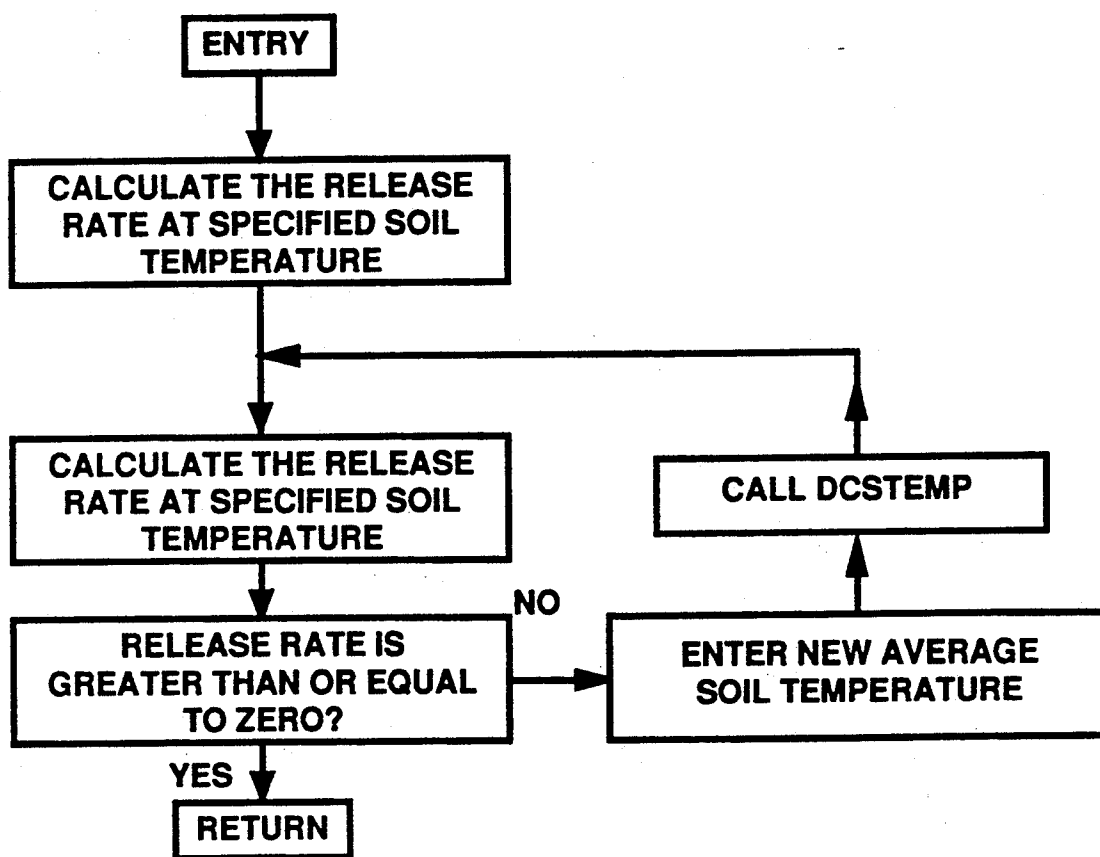 ENTRY
CALCULATE THE RELEASE
RATE AT SPECIFIED SOIL
TEMPERATURE
CALCULATE THE RELEASE
RATE AT SPECIFIED SOIL
TEMPERATURE
CALL DCSTEMP
NO
RELEASE RATE IS
GREATER THAN OR EQUAL
TO ZERO?
ENTER NEW AVERAGE
SOIL TEMPERATURE
YES
RETURN